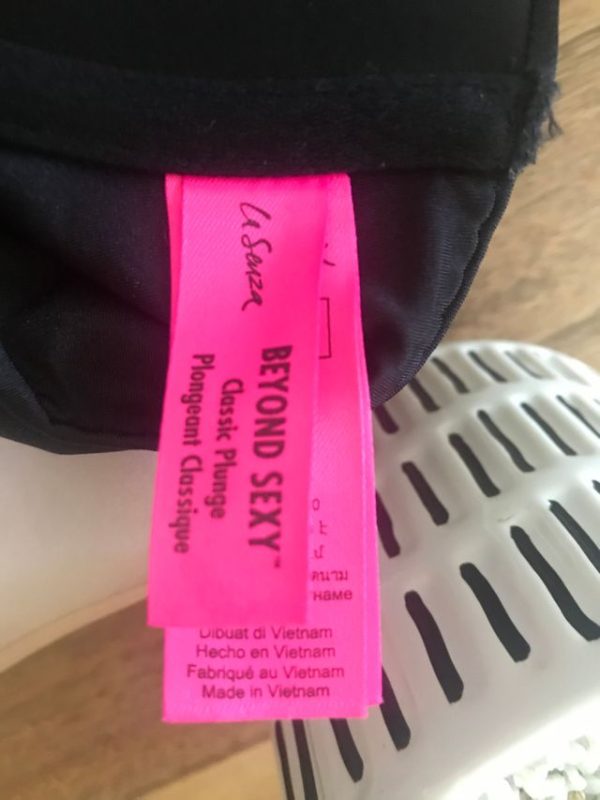 la Senza
BEYOND SEXY™
Classic Plunge
Plongeant Classique
Dibuat di Vietnam
Hecho en Vietnam
Fabriqué au Vietnam
Made in Vietnam